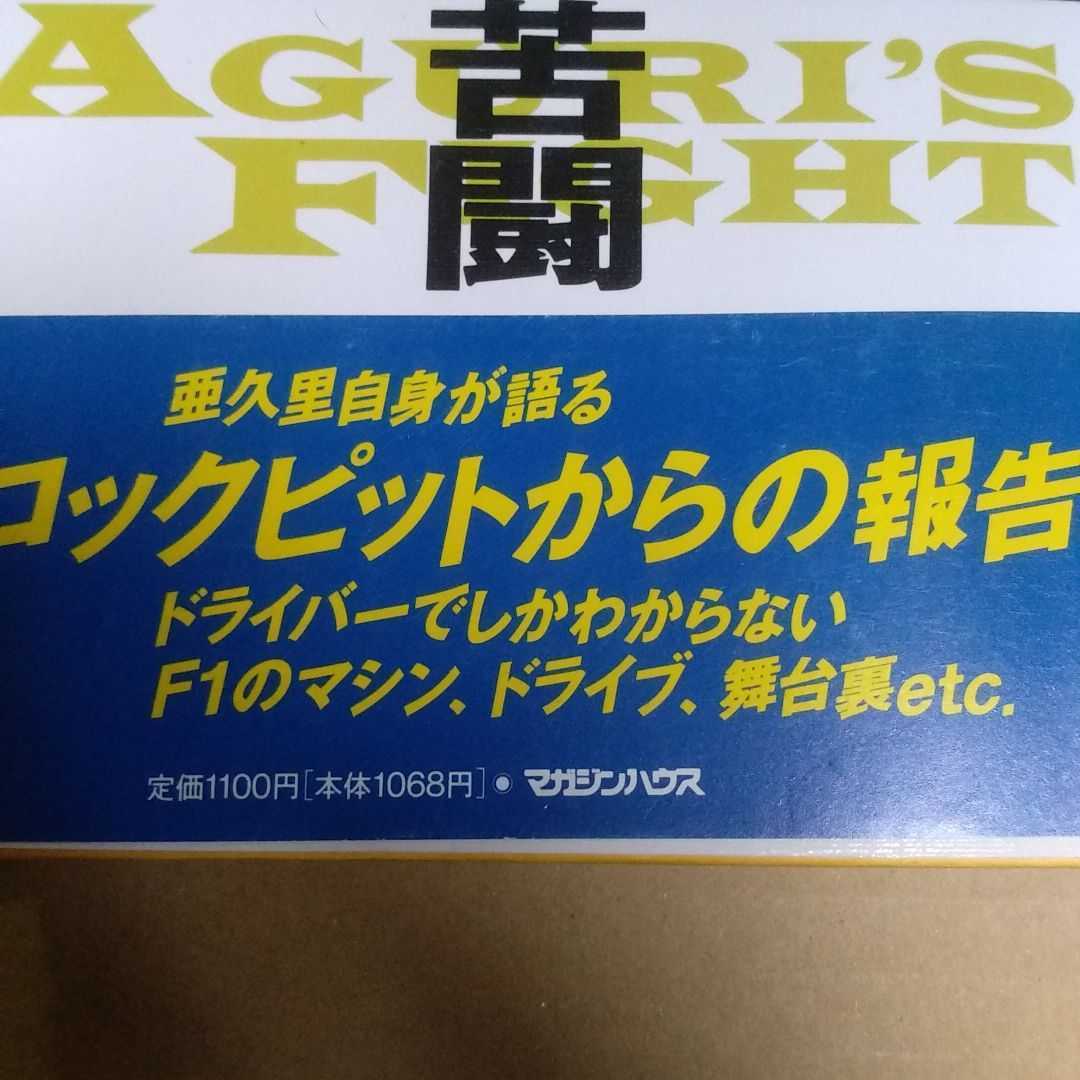 AGURI'S
FIGHT
苦闘
亜久里自身が語る
コックピットからの報告
ドライバーでしかわからない
F1のマシン、ドライブ、舞台裏etc.
定価1100円[本体1068円]●マガジンハウス